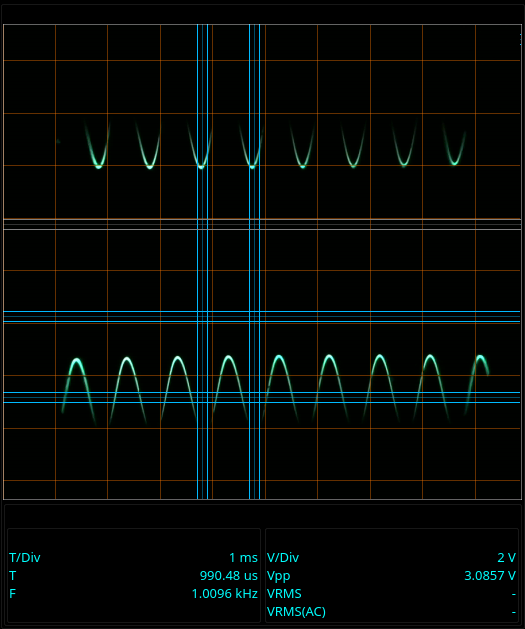 T/Div 1 ms V/Div 2 V
T 990.48 us Vpp 3.0857 V
F 1.0096 kHz VRMS -
VRMS(AC) -